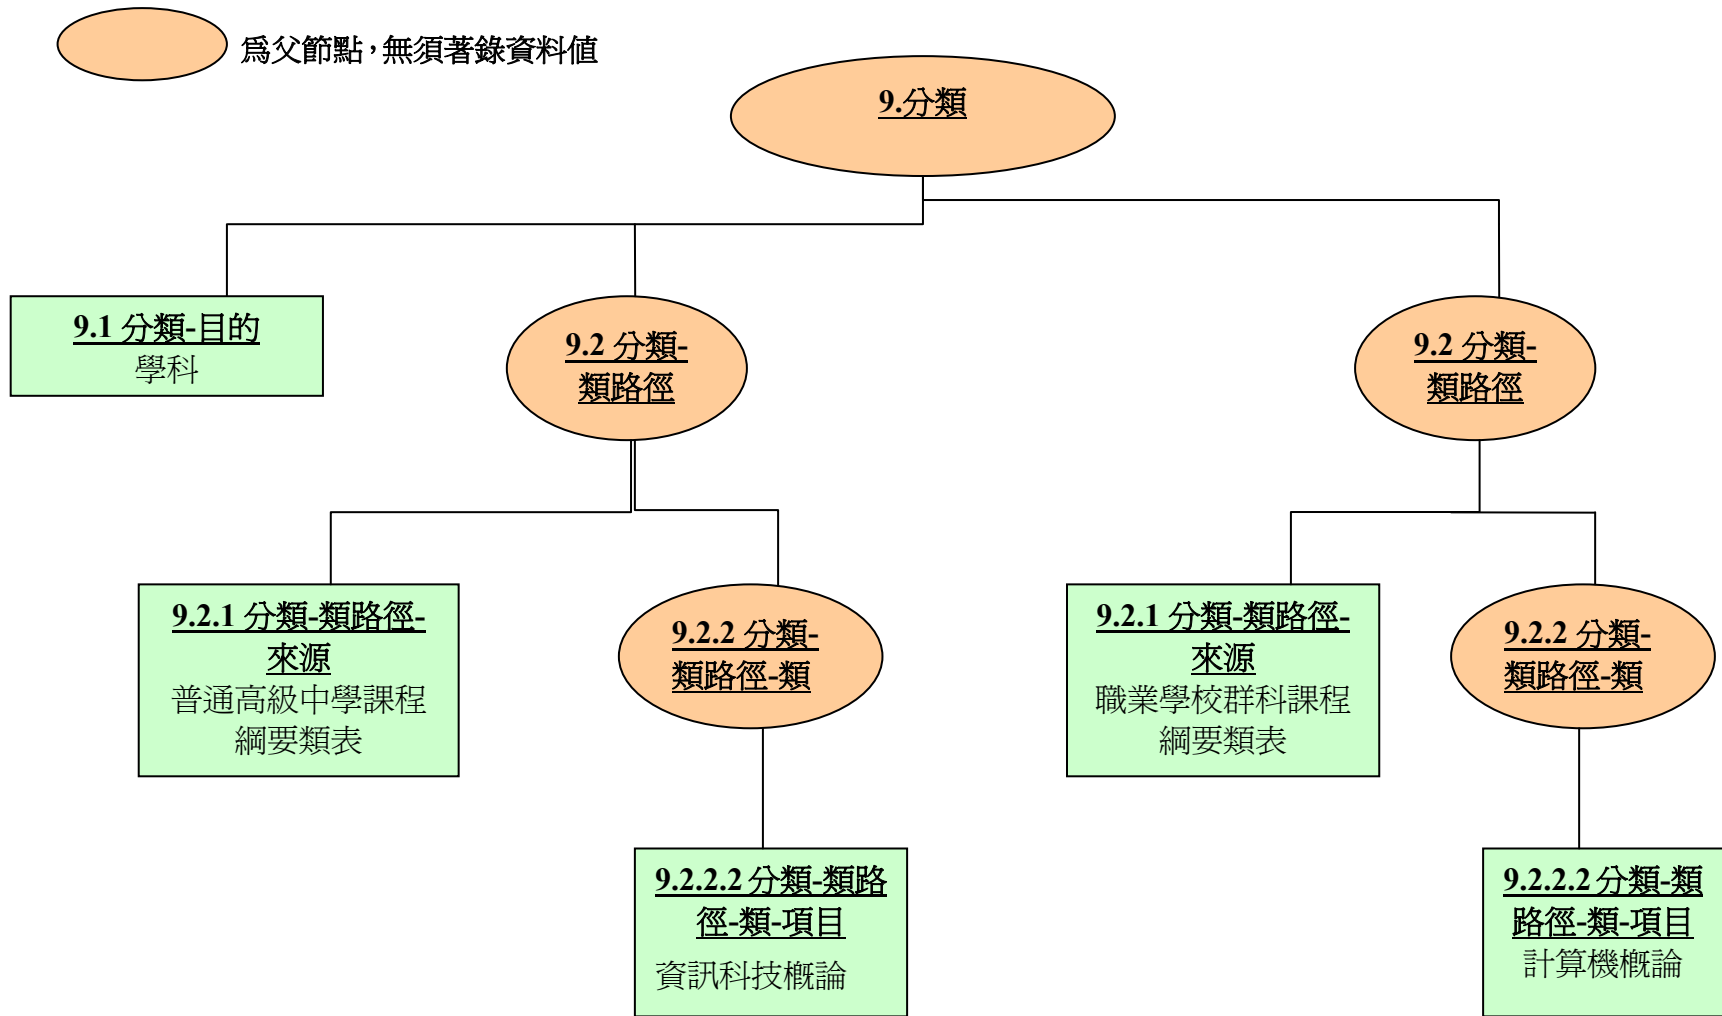 為父節點，無須著錄資料值
9.分類
9.1 分類-目的
學科
9.2 分類-
類路徑
9.2 分類-
類路徑
9.2.1 分類-類路徑-
來源
普通高級中學課程
綱要類表
9.2.2 分類-
類路徑-類
9.2.1 分類-類路徑-
來源
職業學校群科課程
綱要類表
9.2.2 分類-
類路徑-類
9.2.2.2 分類-類路
徑-類-項目
資訊科技概論
9.2.2.2 分類-類
路徑-類-項目
計算機概論